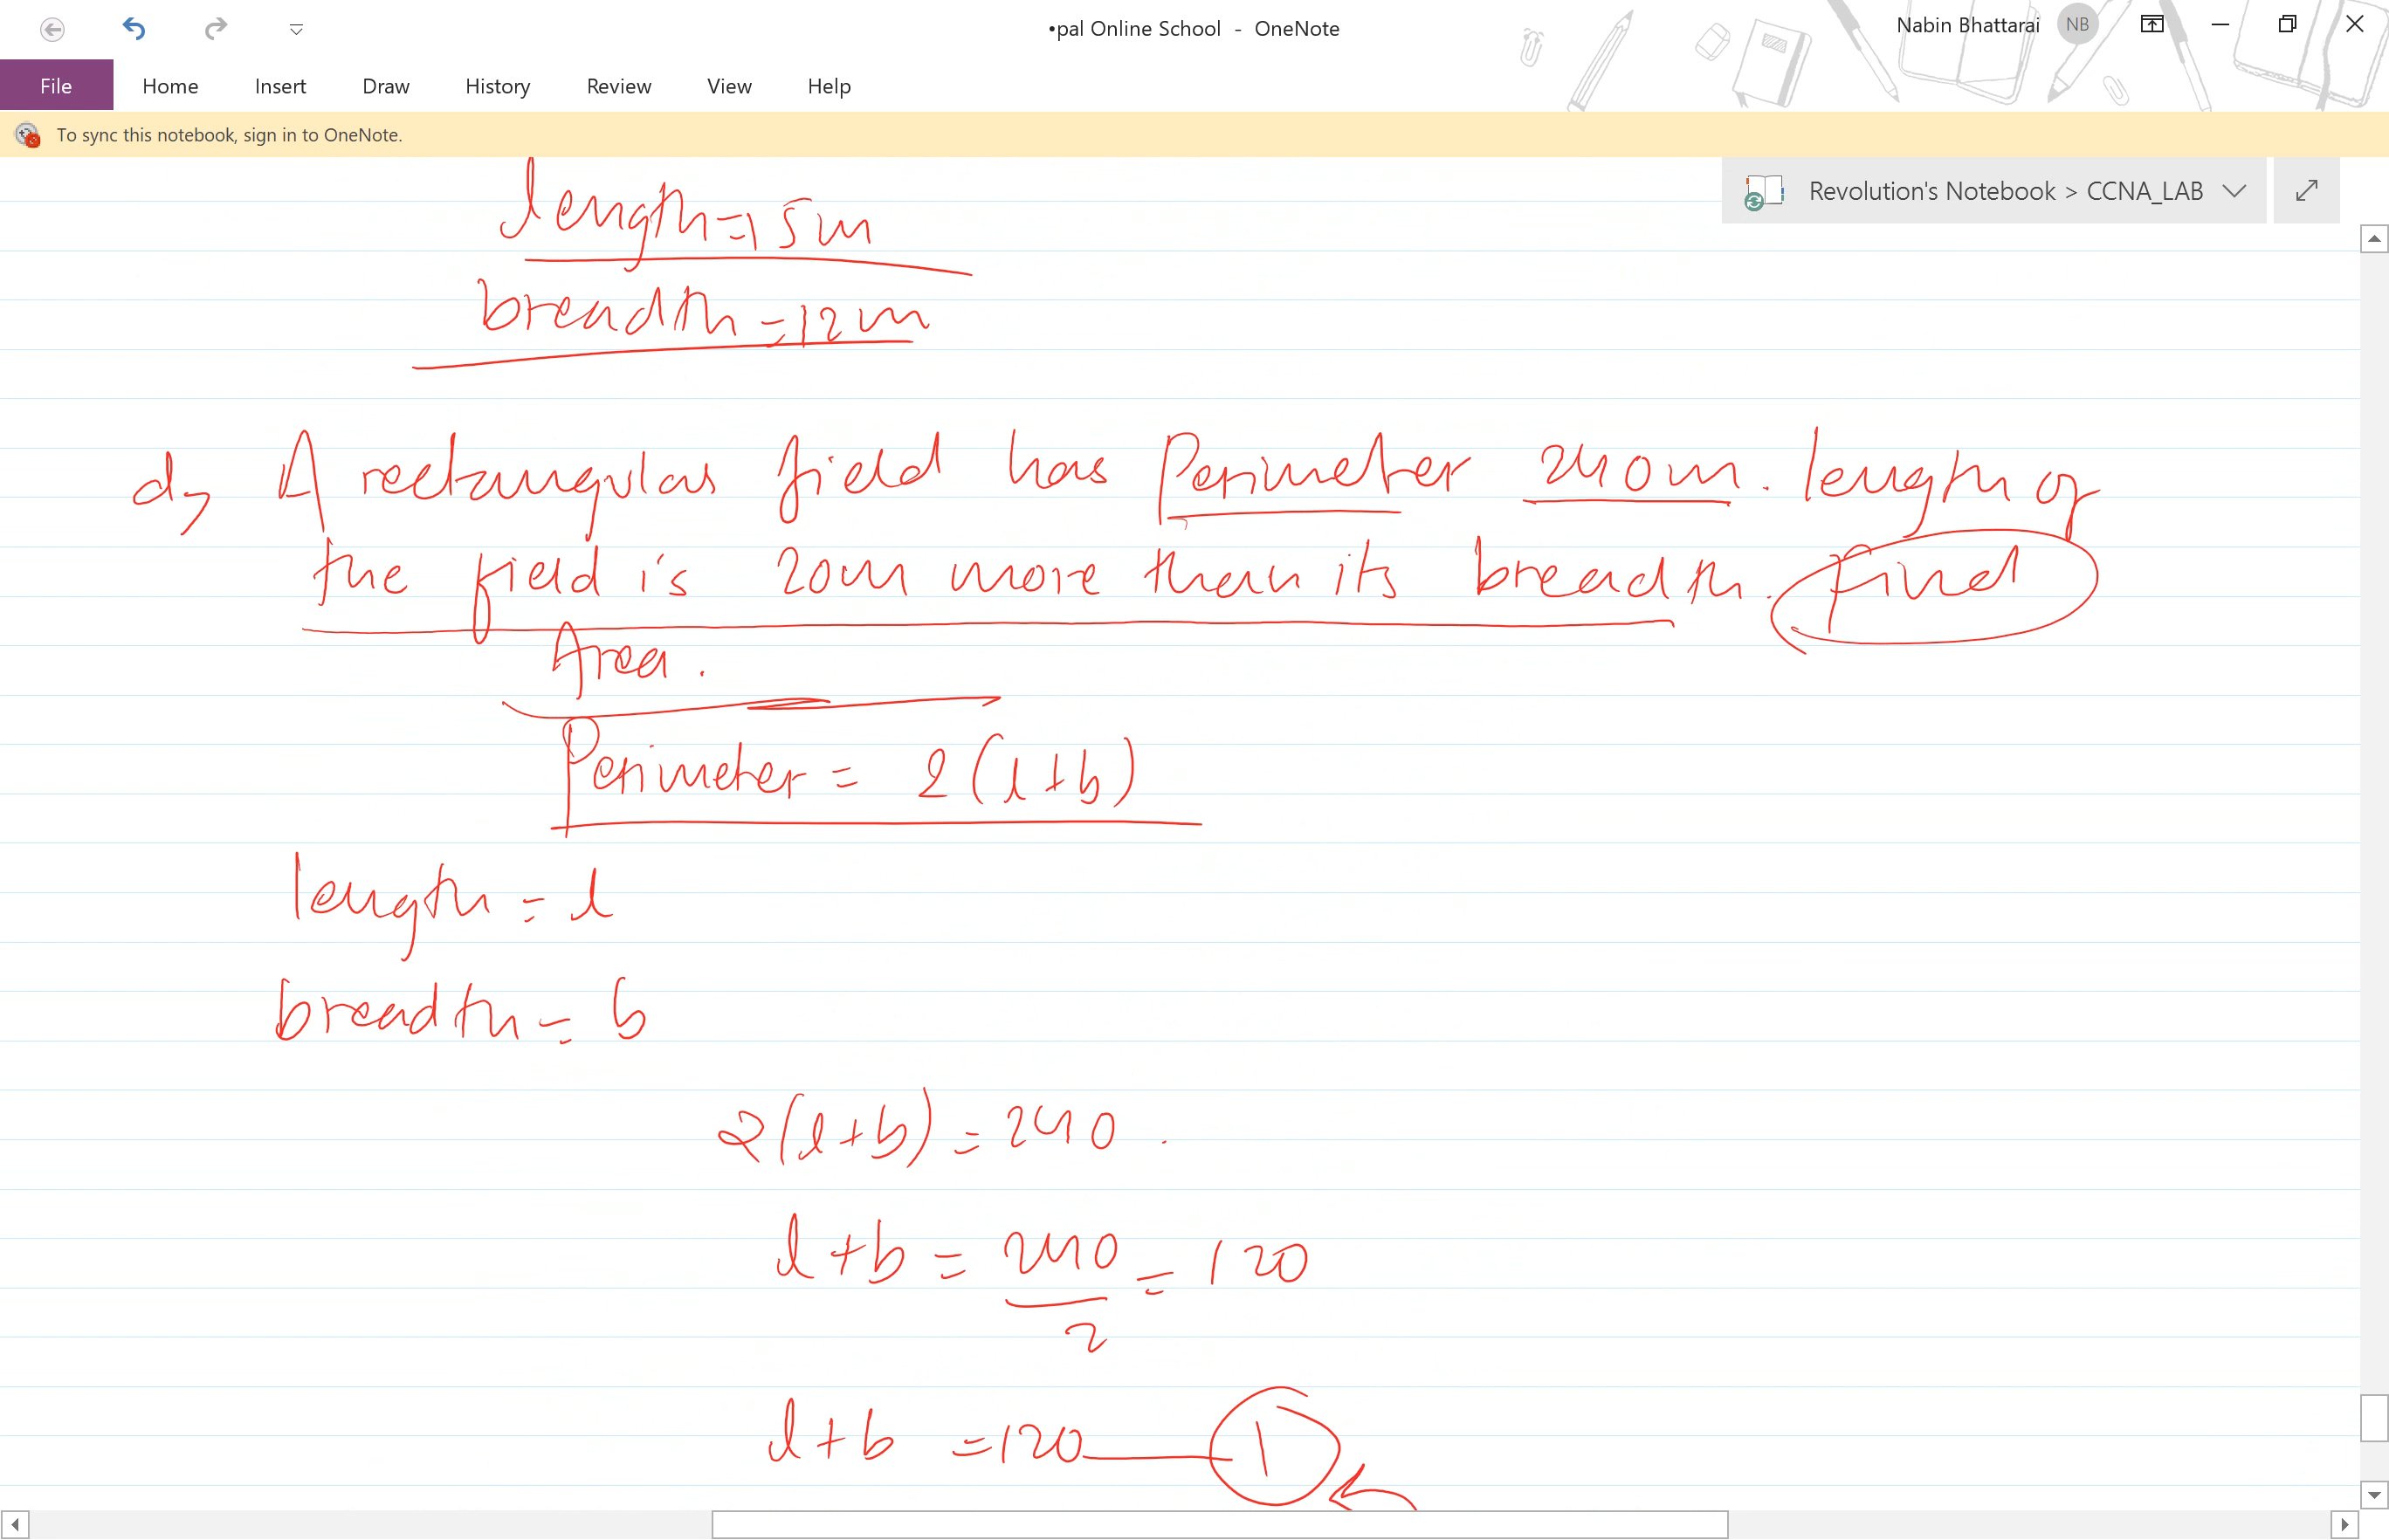 •pal Online School - OneNote
Nabin Bhattarai NB
File Home Insert Draw History Review View Help
To sync this notebook, sign in to OneNote.
Revolution's Notebook > CCNA_LAB
length=15m
breadth=12m
d, A rectangular field has Perimeter 240m. length of
the field is 20m more than its breadth. Find
Area.
Perimeter = 2(l+b)
length = l
breadth = b
2(l+b) = 240.
l+b = 240/2 = 120
l+b = 120 — 1